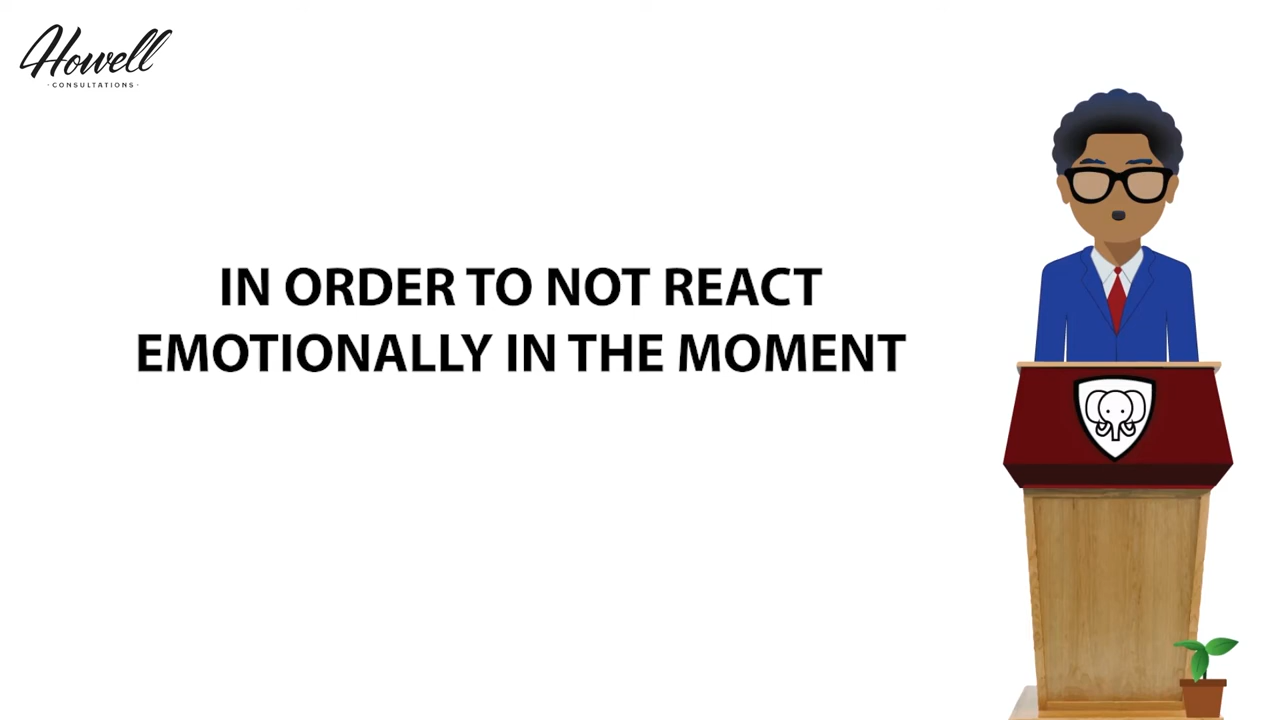 Howell
· CONSULTATIONS ·
IN ORDER TO NOT REACT
EMOTIONALLY IN THE MOMENT